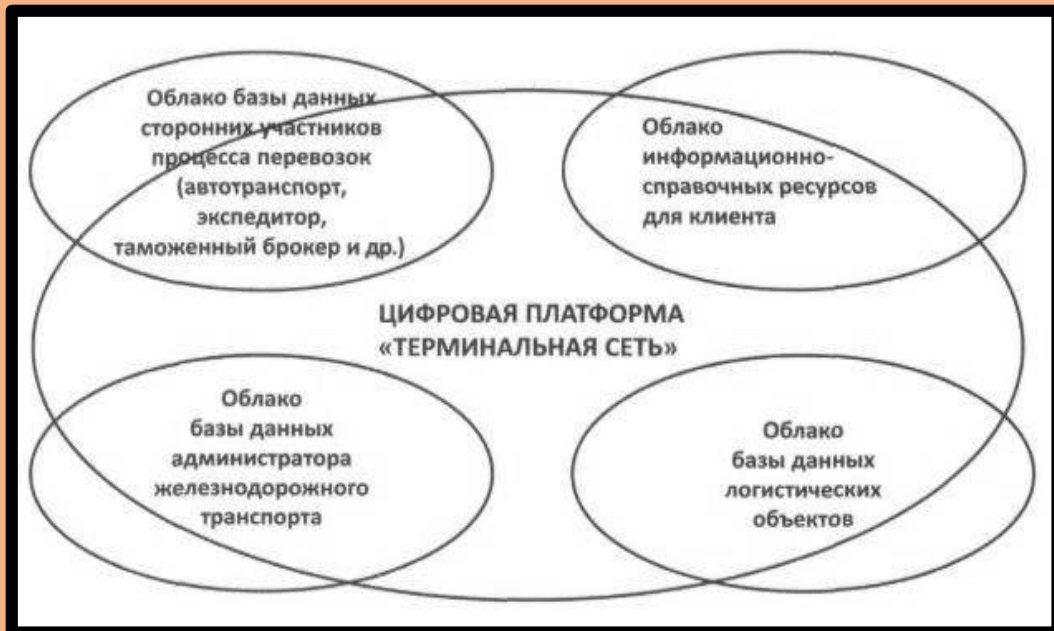 Облако базы данных
сторонних участников
процесса перевозок
(автотранспорт,
экспедитор,
таможенный брокер и др.)
Облако
информационно-
справочных ресурсов
для клиента
ЦИФРОВАЯ ПЛАТФОРМА
«ТЕРМИНАЛЬНАЯ СЕТЬ»
Облако
базы данных
администратора
железнодорожного
транспорта
Облако
базы данных
логистических
объектов